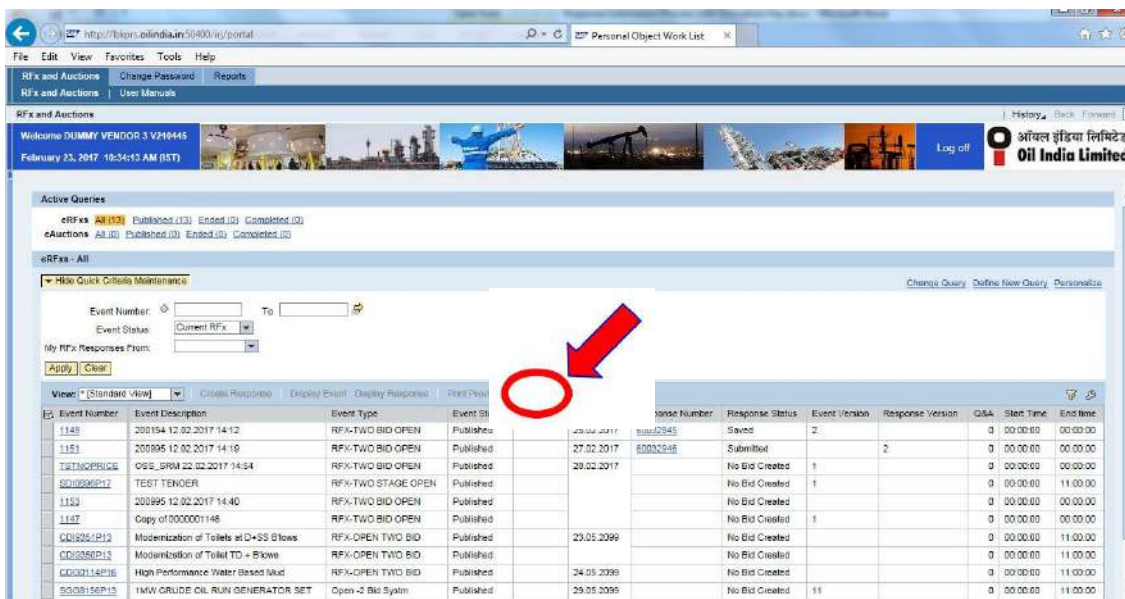 http://bkprs.oilindia.in:50400/irj/portal
Personal Object Work List
File Edit View Favorites Tools Help
RFx and Auctions Change Password Reports
RFx and Auctions | User Manuals
RFx and Auctions
History Back Forward
Welcome DUMMY VENDOR 3 V210445
February 23, 2017 10:34:13 AM (IST)
Log off
ऑयल इंडिया लिमिटेड
Oil India Limited
Active Queries
eRFxs All (13) Published (13) Ended (0) Completed (0)
eAuctions All (0) Published (0) Ended (0) Completed (0)
eRFxs - All
Hide Quick Criteria Maintenance
Change Query Define New Query Personalize
Event Number: To
Event Status: Current RFx
My RFx Responses From:
Apply Clear
View: * [Standard View] Create Response Display Event Display Response Print Previ
Event Number Event Description Event Type Event St ponse Number Response Status Event Version Response Version Q&A Start Time End time
1149 200154 12.02.2017 14:12 RFX-TWO BID OPEN Published 60032945 Saved 2 0 00:00:00 00:00:00
1151 200895 12.02.2017 14:19 RFX-TWO BID OPEN Published 27.02.2017 60032946 Submitted 2 0 00:00:00 00:00:00
TSTNOPRICE OSS_SRM 22.02.2017 14:54 RFX-TWO BID OPEN Published 28.02.2017 No Bid Created 1 0 00:00:00 00:00:00
SDI0696P17 TEST TENDER RFX-TWO STAGE OPEN Published No Bid Created 1 0 00:00:00 11:00:00
1153 200895 12.02.2017 14:40 RFX-TWO BID OPEN Published No Bid Created 0 00:00:00 00:00:00
1147 Copy of 0000001146 RFX-TWO BID OPEN Published No Bid Created 1 0 00:00:00 00:00:00
CDI9351P13 Modernization of Toilets at D+SS B'lows RFX-OPEN TWO BID Published 23.05.2099 No Bid Created 0 00:00:00 11:00:00
CDI9350P13 Modernization of Toilet TD + B'lowe RFX-OPEN TWO BID Published No Bid Created 0 00:00:00 11:00:00
CDG0114P16 High Performance Water Based Mud RFX-OPEN TWO BID Published 24.05.2099 No Bid Created 0 00:00:00 11:00:00
SGG8156P13 1MW CRUDE OIL RUN GENERATOR SET Open -2 Bid Systm Published 29.05.2099 No Bid Created 11 0 00:00:00 11:00:00